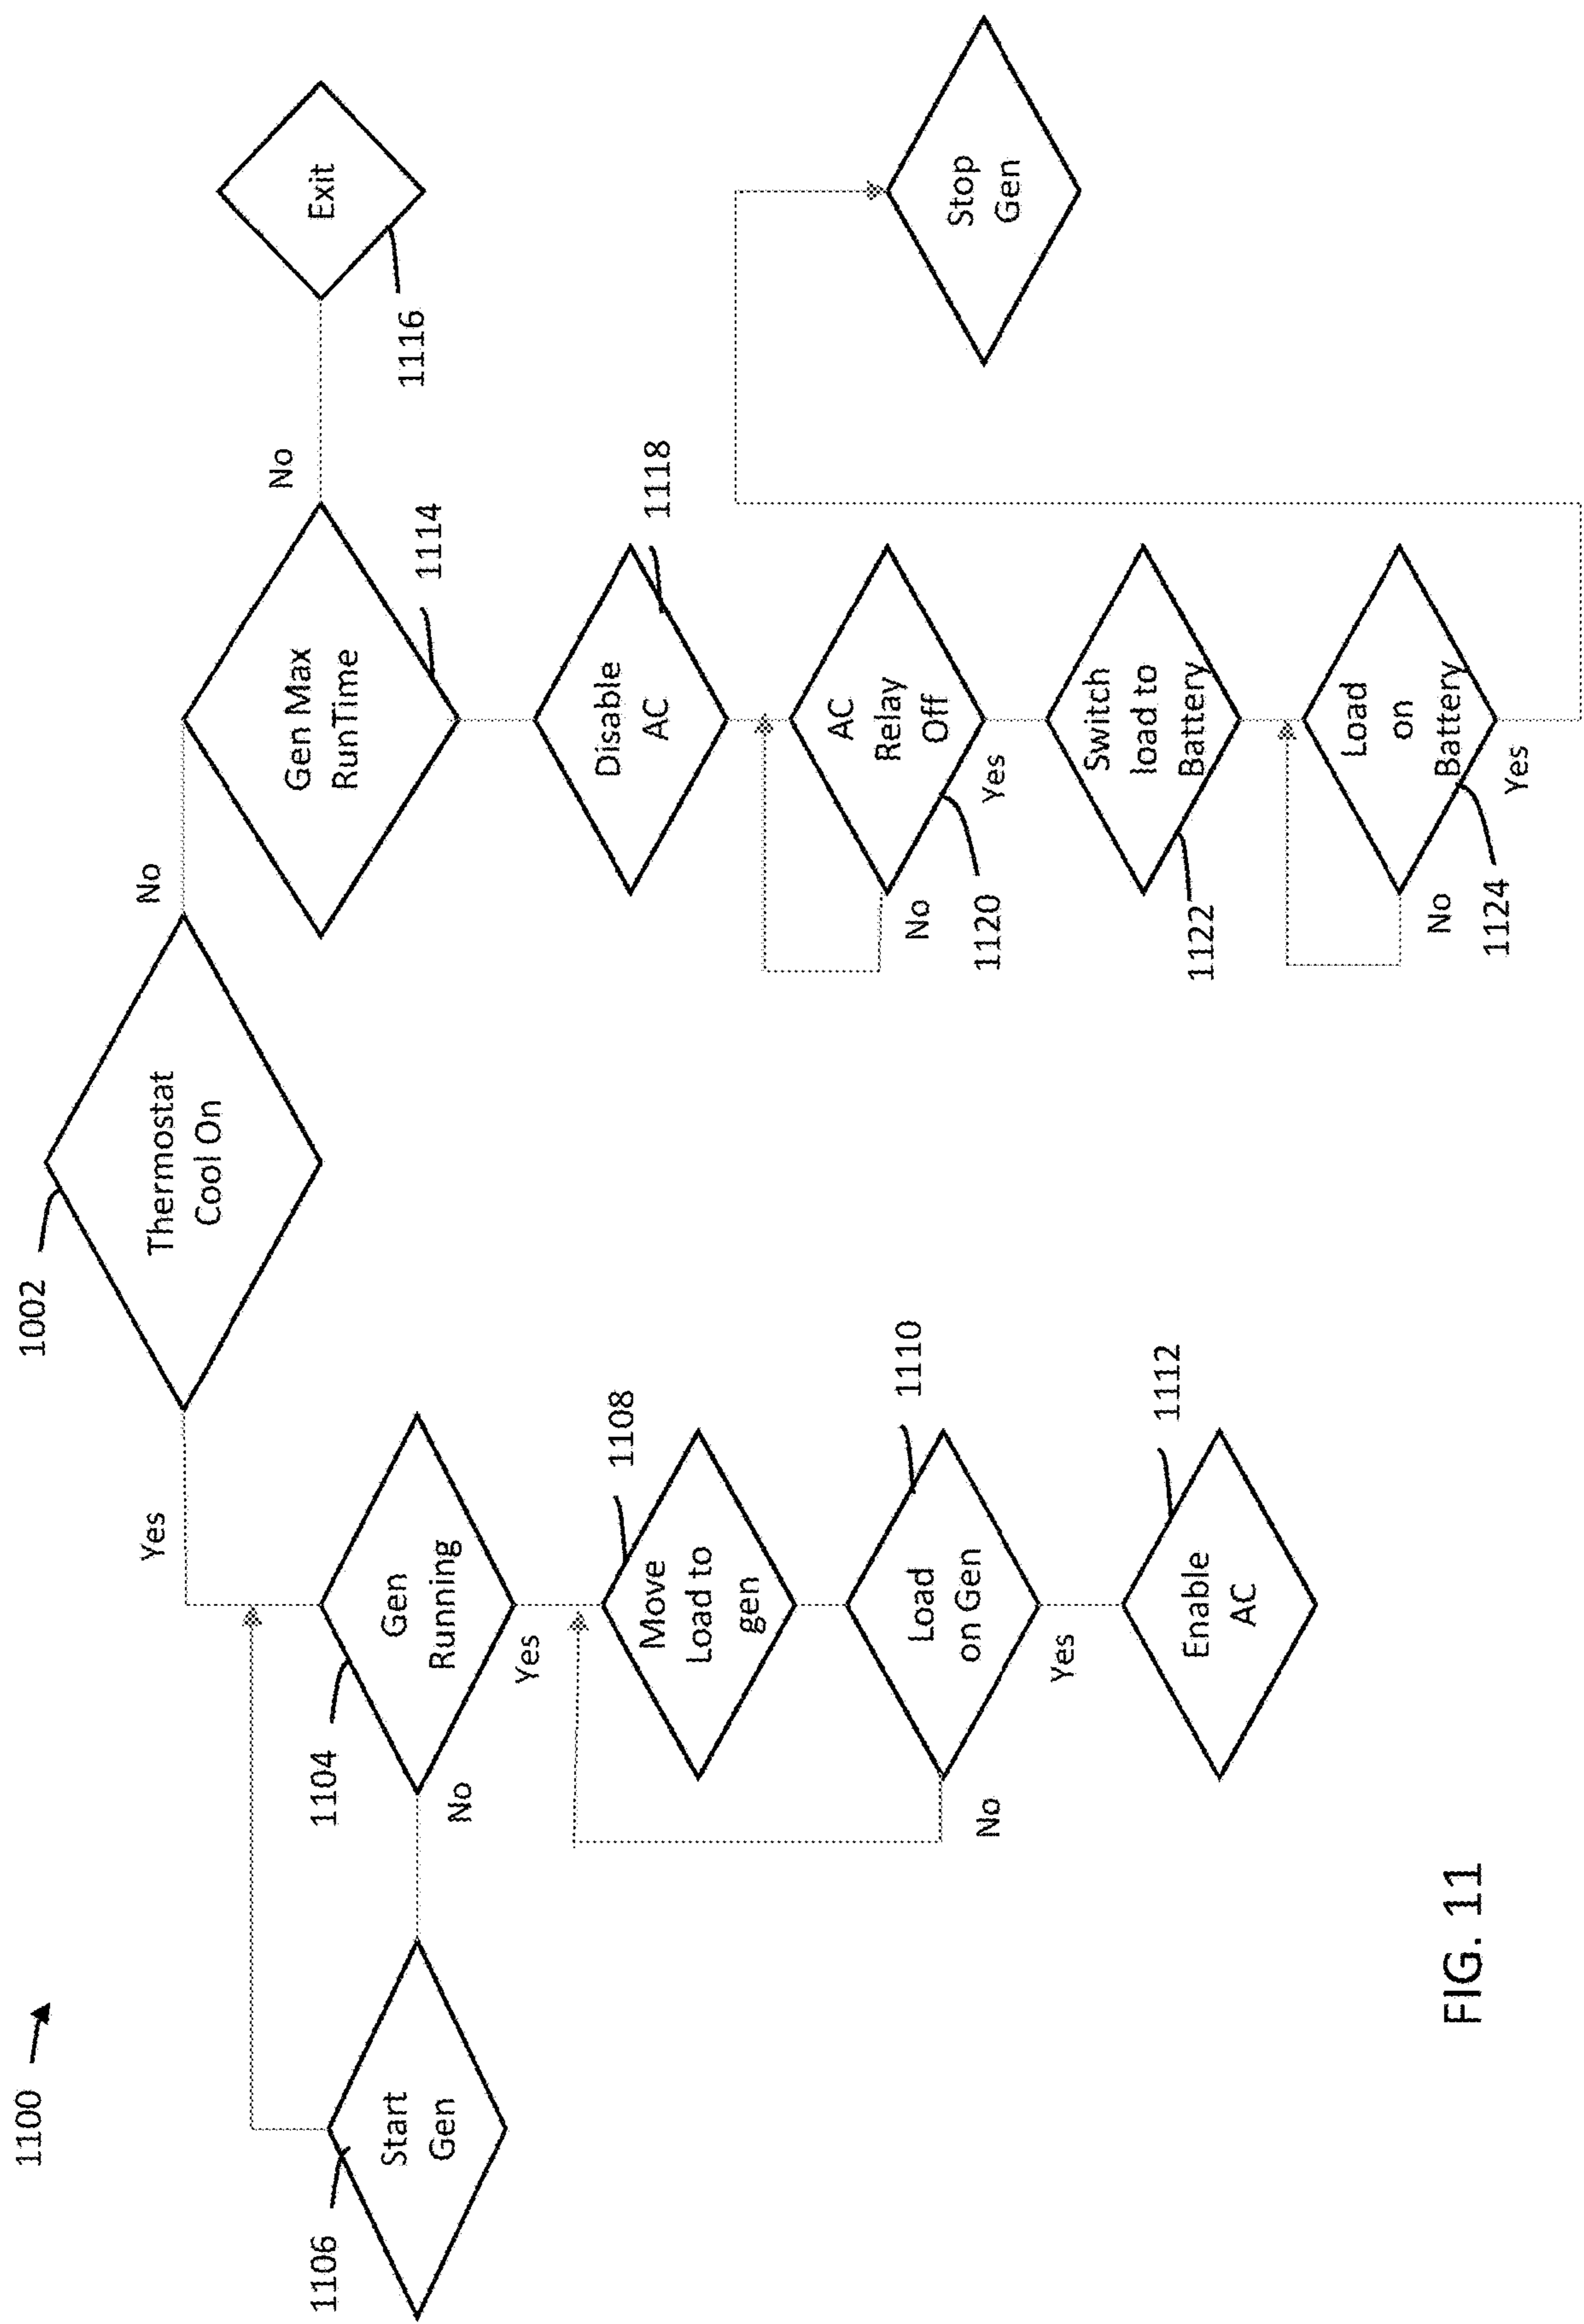 1100
1002
Thermostat
Cool On
Yes
No
1106
Start
Gen
1104
No
Gen
Running
Yes
1108
Move
Load to
gen
1110
Load
on Gen
No
Yes
1112
Enable
AC
Gen Max
RunTime
1114
No
Exit
1116
Disable
AC
1118
AC
Relay
Off
No
1120
Yes
Switch
load to
Battery
1122
Load
on
Battery
No
1124
Yes
Stop
Gen
FIG. 11